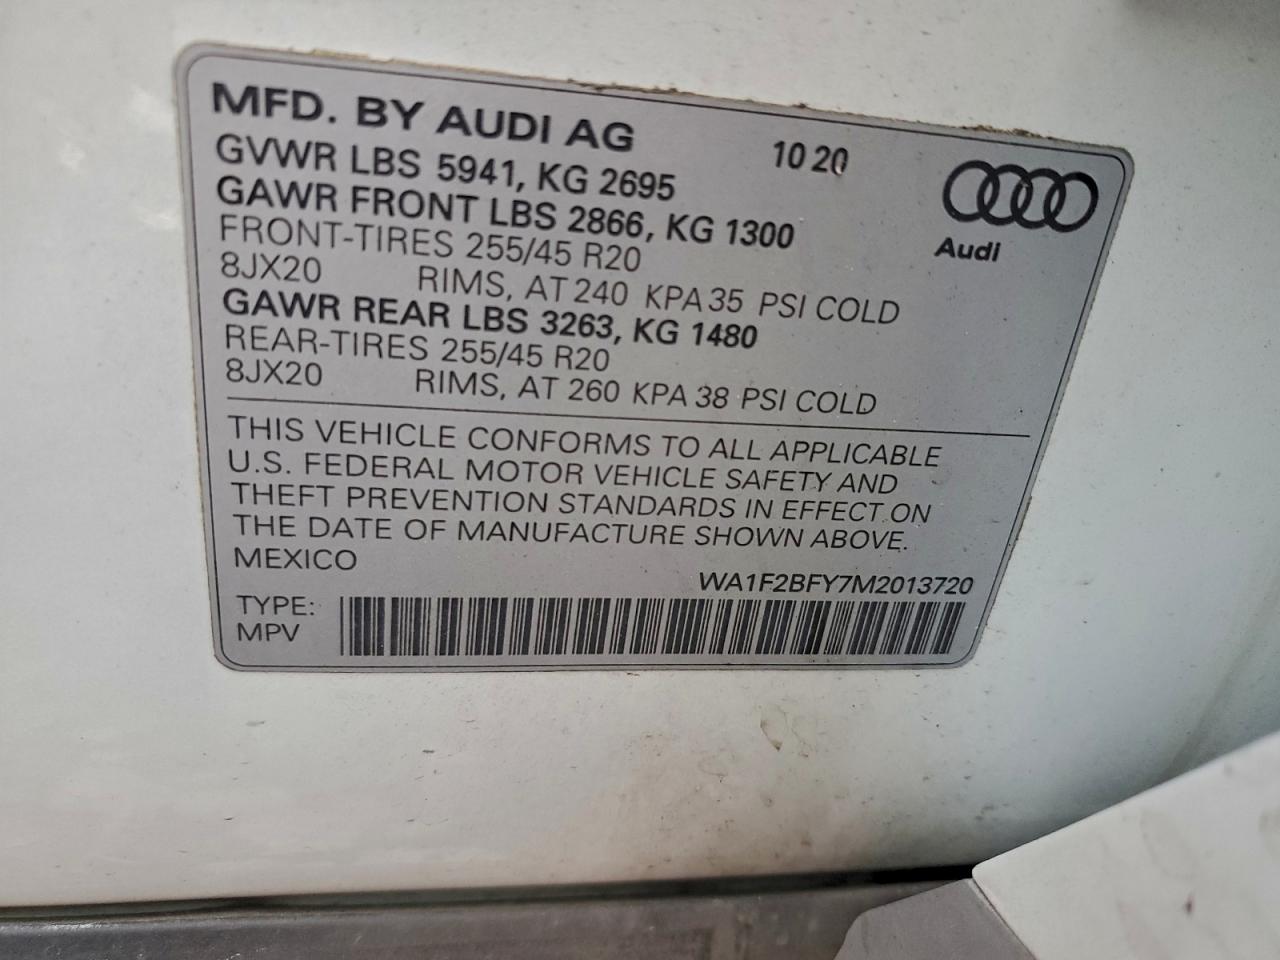 MFD. BY AUDI AG 10 20
GVWR LBS 5941, KG 2695
GAWR FRONT LBS 2866, KG 1300
Audi
FRONT-TIRES 255/45 R20
8JX20 RIMS, AT 240 KPA 35 PSI COLD
GAWR REAR LBS 3263, KG 1480
REAR-TIRES 255/45 R20
8JX20 RIMS, AT 260 KPA 38 PSI COLD
THIS VEHICLE CONFORMS TO ALL APPLICABLE
U.S. FEDERAL MOTOR VEHICLE SAFETY AND
THEFT PREVENTION STANDARDS IN EFFECT ON
THE DATE OF MANUFACTURE SHOWN ABOVE.
MEXICO
WA1F2BFY7M2013720
TYPE:
MPV